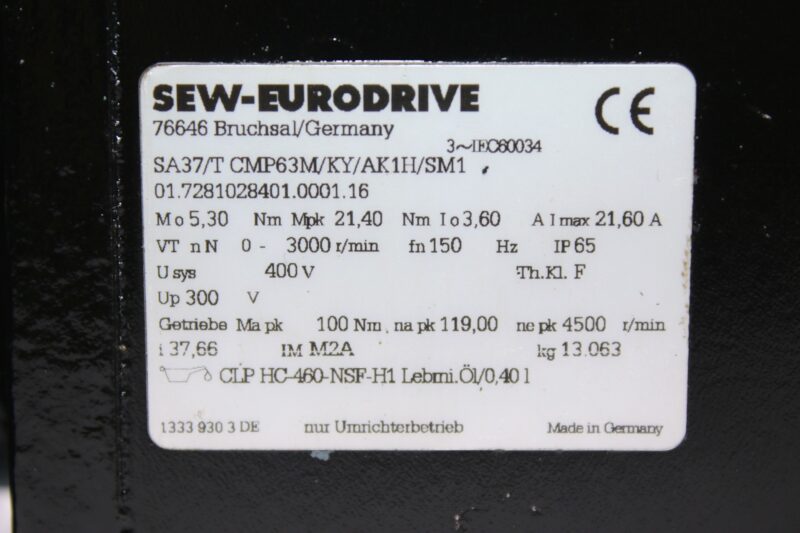 SEW-EURODRIVE
CE
76646 Bruchsal/Germany
3~IEC60034
SA37/T CMP63M/KY/AK1H/SM1
01.7281028401.0001.16
Mo 5,30 Nm Mpk 21,40 Nm Io 3,60 A Imax 21,60 A
VT nN 0 - 3000 r/min fn 150 Hz IP 65
Usys 400 V Th.Kl. F
Up 300 V
Getriebe Ma pk 100 Nm, na pk 119,00 ne pk 4500 r/min
i 37,66 IM M2A kg 13.063
CLP HC-460-NSF-H1 Lebmi.Öl/0,40 l
1333 930 3 DE nur Umrichterbetrieb Made in Germany